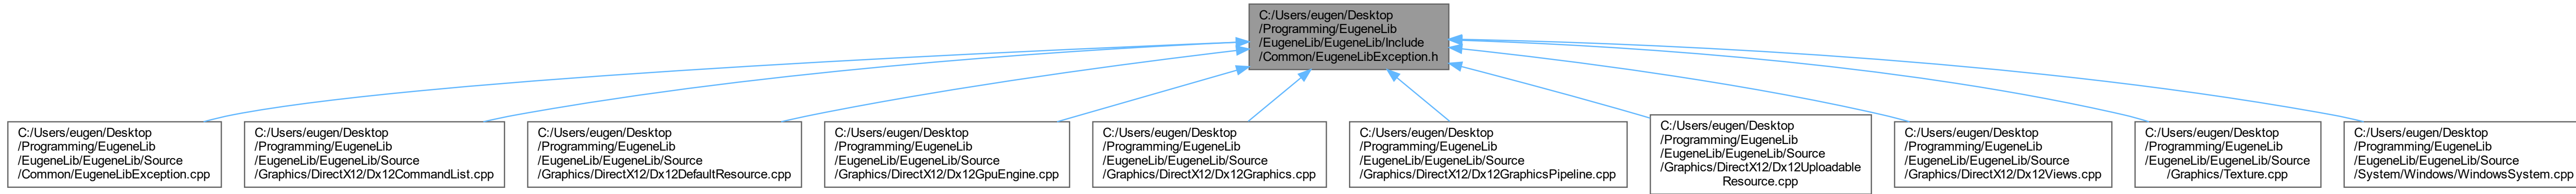 C:/Users/eugen/Desktop
/Programming/EugeneLib
/EugeneLib/EugeneLib/Include
/Common/EugeneLibException.h
C:/Users/eugen/Desktop
/Programming/EugeneLib
/EugeneLib/EugeneLib/Source
/Common/EugeneLibException.cpp
C:/Users/eugen/Desktop
/Programming/EugeneLib
/EugeneLib/EugeneLib/Source
/Graphics/DirectX12/Dx12CommandList.cpp
C:/Users/eugen/Desktop
/Programming/EugeneLib
/EugeneLib/EugeneLib/Source
/Graphics/DirectX12/Dx12DefaultResource.cpp
C:/Users/eugen/Desktop
/Programming/EugeneLib
/EugeneLib/EugeneLib/Source
/Graphics/DirectX12/Dx12GpuEngine.cpp
C:/Users/eugen/Desktop
/Programming/EugeneLib
/EugeneLib/EugeneLib/Source
/Graphics/DirectX12/Dx12Graphics.cpp
C:/Users/eugen/Desktop
/Programming/EugeneLib
/EugeneLib/EugeneLib/Source
/Graphics/DirectX12/Dx12GraphicsPipeline.cpp
C:/Users/eugen/Desktop
/Programming/EugeneLib
/EugeneLib/EugeneLib/Source
/Graphics/DirectX12/Dx12Uploadable
Resource.cpp
C:/Users/eugen/Desktop
/Programming/EugeneLib
/EugeneLib/EugeneLib/Source
/Graphics/DirectX12/Dx12Views.cpp
C:/Users/eugen/Desktop
/Programming/EugeneLib
/EugeneLib/EugeneLib/Source
/Graphics/Texture.cpp
C:/Users/eugen/Desktop
/Programming/EugeneLib
/EugeneLib/EugeneLib/Source
/System/Windows/WindowsSystem.cpp